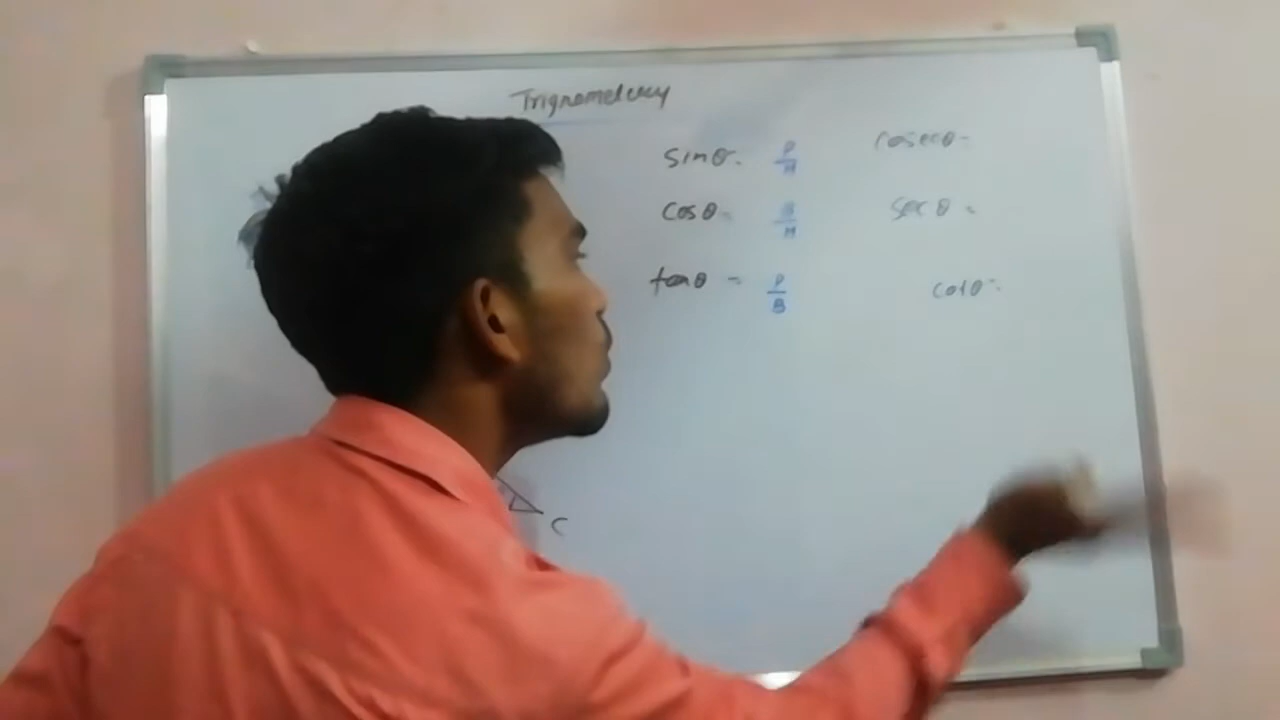 Trignometry
sinθ = P/H cosecθ =
cosθ = B/H secθ =
tanθ = P/B cotθ =
C